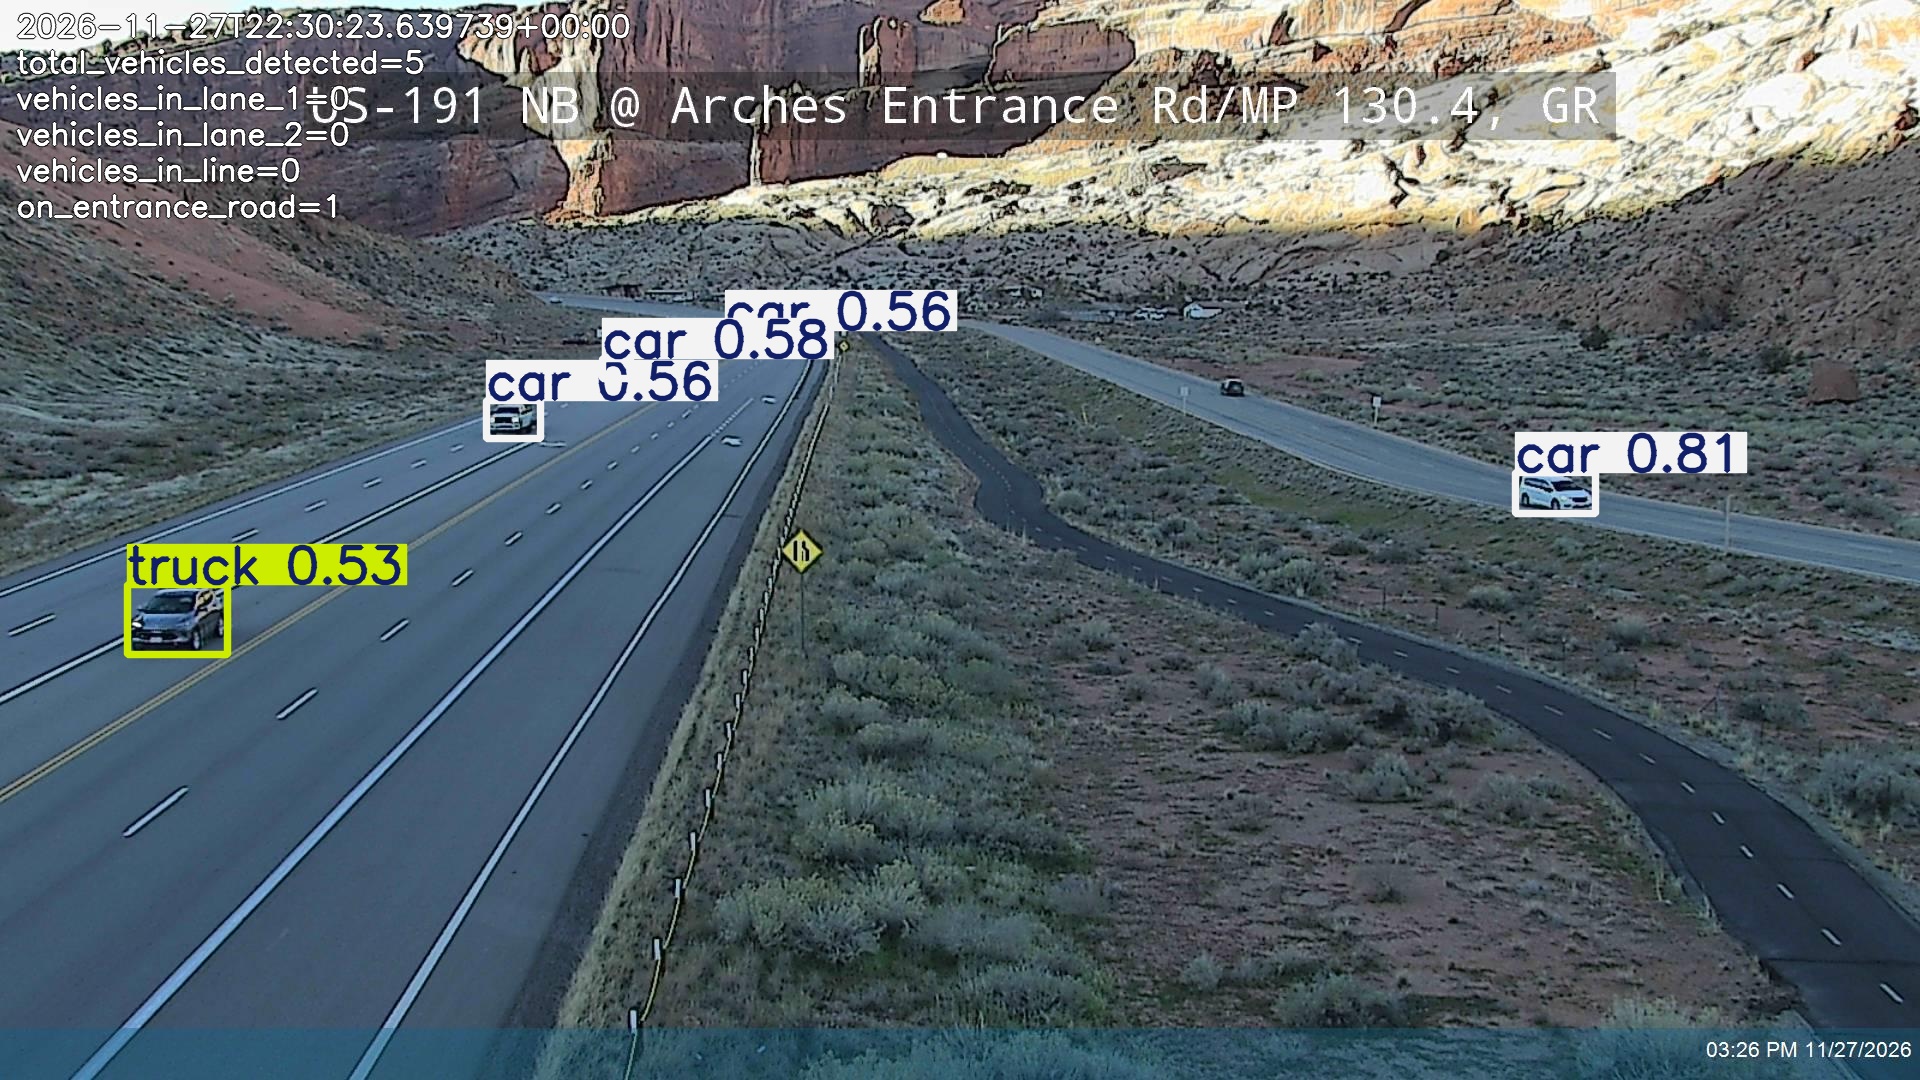 2026-11-27T22:30:23.639739+00:00
total_vehicles_detected=5
vehicles_in_lane_1=0
US-191 NB @ Arches Entrance Rd/MP 130.4, GR
vehicles_in_lane_2=0
vehicles_in_line=0
on_entrance_road=1
car 0.56
car 0.58
car 0.56
car 0.81
truck 0.53
03:26 PM 11/27/2026